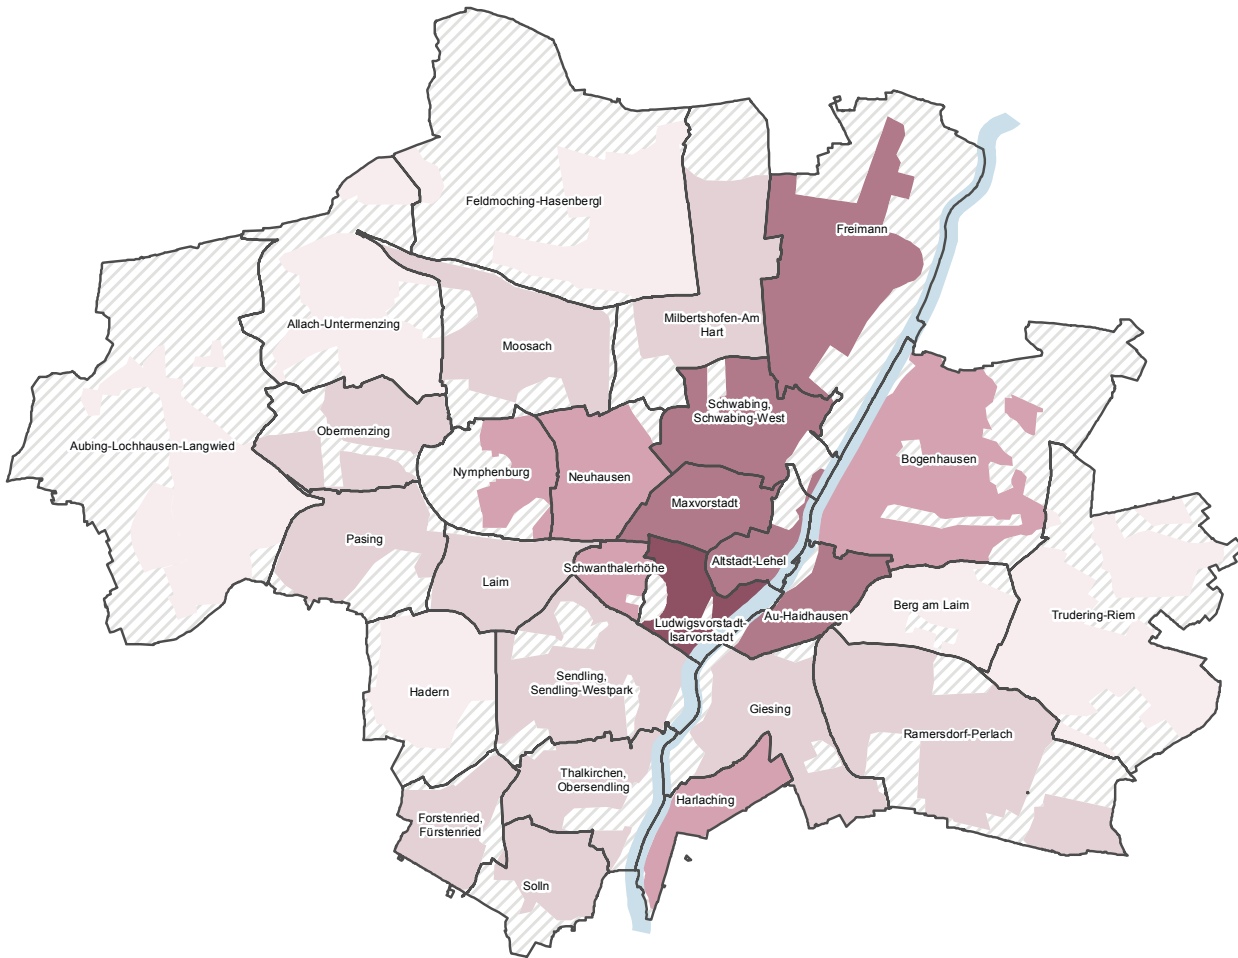 Feldmoching-Hasenbergl
Freimann
Allach-Untermenzing
Milbertshofen-Am
Hart
Moosach
Schwabing,
Schwabing-West
Obermenzing
Aubing-Lochhausen-Langwied
Bogenhausen
Nymphenburg
Neuhausen
Maxvorstadt
Pasing
Altstadt-Lehel
Schwanthalerhöhe
Laim
Berg am Laim
Trudering-Riem
Au-Haidhausen
Ludwigsvorstadt-
Isarvorstadt
Sendling,
Sendling-Westpark
Hadern
Giesing
Ramersdorf-Perlach
Thalkirchen,
Obersendling
Harlaching
Forstenried,
Fürstenried
Solln